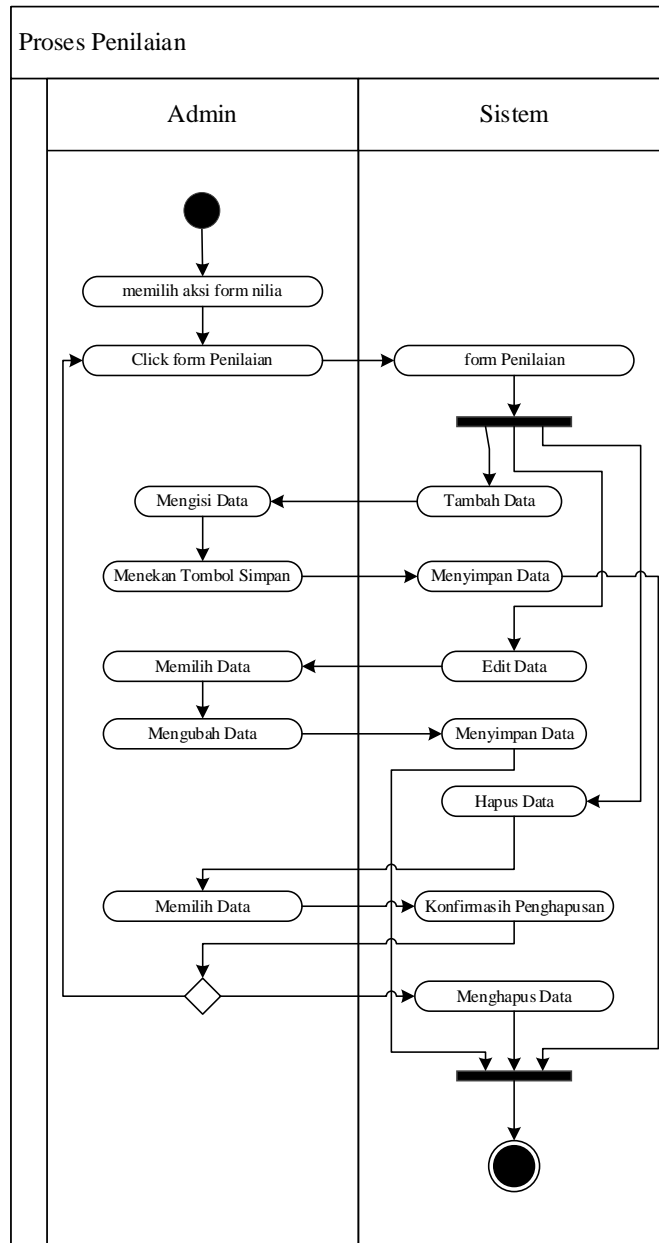 Proses Penilaian
Admin
Sistem
memilih aksi form nilia
Click form Penilaian
form Penilaian
Mengisi Data
Tambah Data
Menekan Tombol Simpan
Menyimpan Data
Memilih Data
Edit Data
Mengubah Data
Menyimpan Data
Hapus Data
Memilih Data
Konfirmasih Penghapusan
Menghapus Data